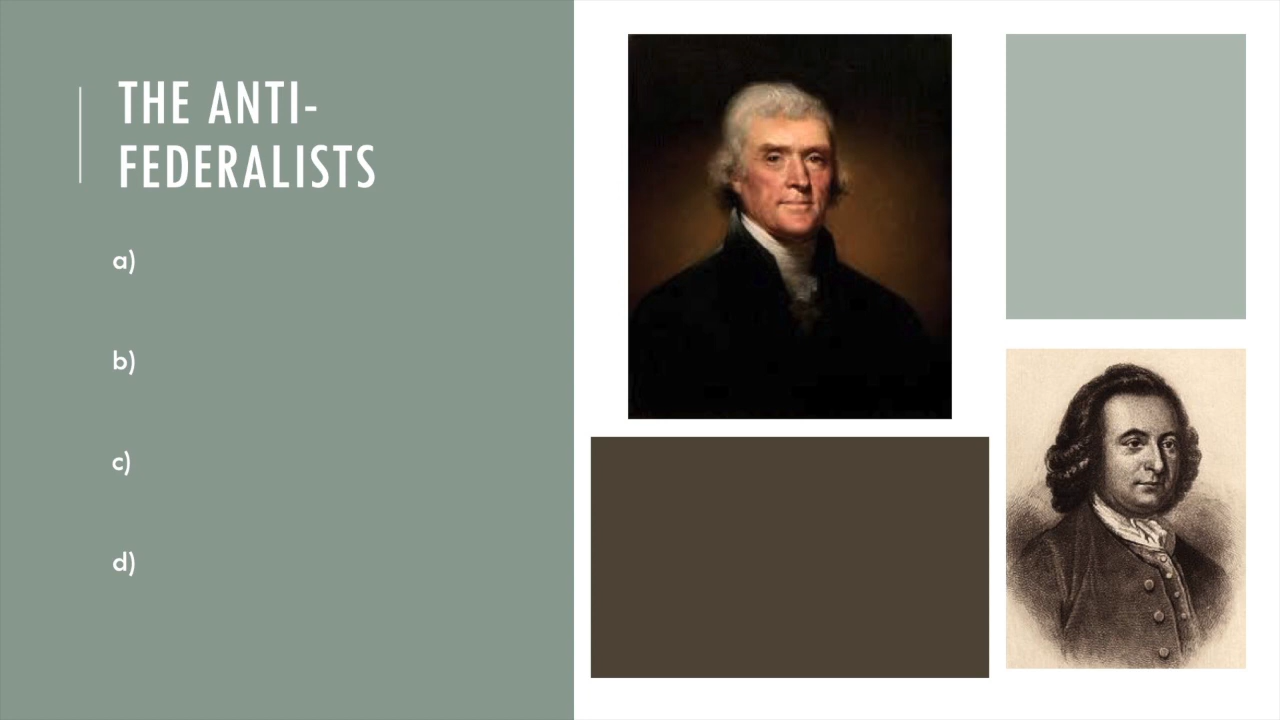 THE ANTI-
FEDERALISTS
a)
b)
c)
d)